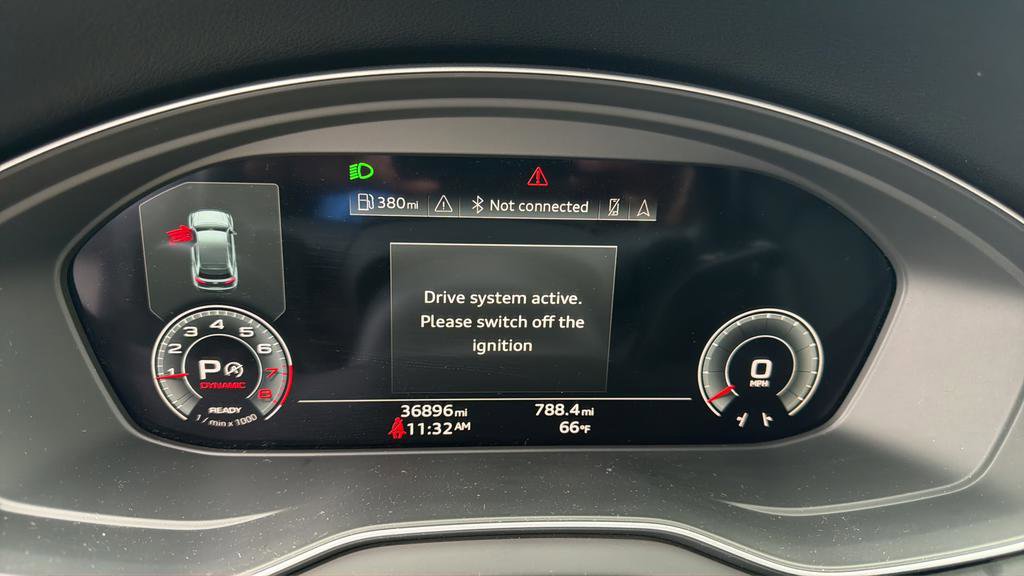 380mi
Not connected
Drive system active.
Please switch off the
ignition
1 2 3 4 5 6 7 8
P
DYNAMIC
READY
1 / min x 1000
0
MPH
36896mi
788.4mi
11:32AM
66°F